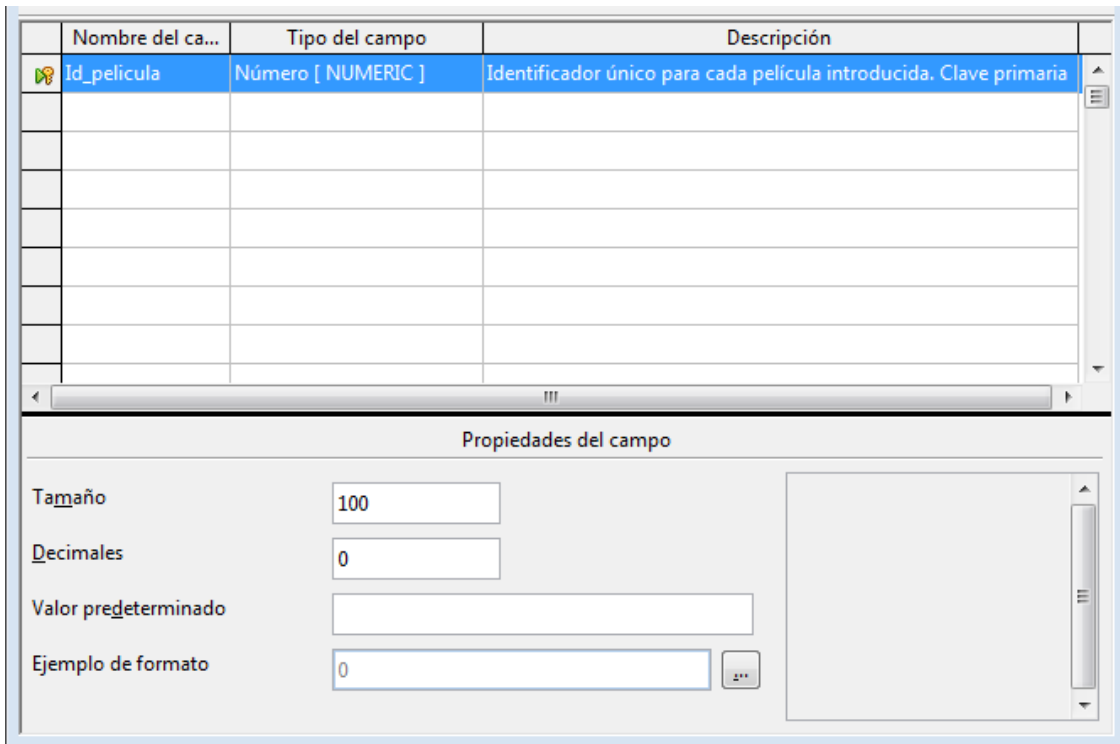 Nombre del ca... Tipo del campo Descripción
Id_pelicula Número [ NUMERIC ] Identificador único para cada película introducida. Clave primaria
Propiedades del campo
Tamaño 100
Decimales 0
Valor predeterminado
Ejemplo de formato 0 ...